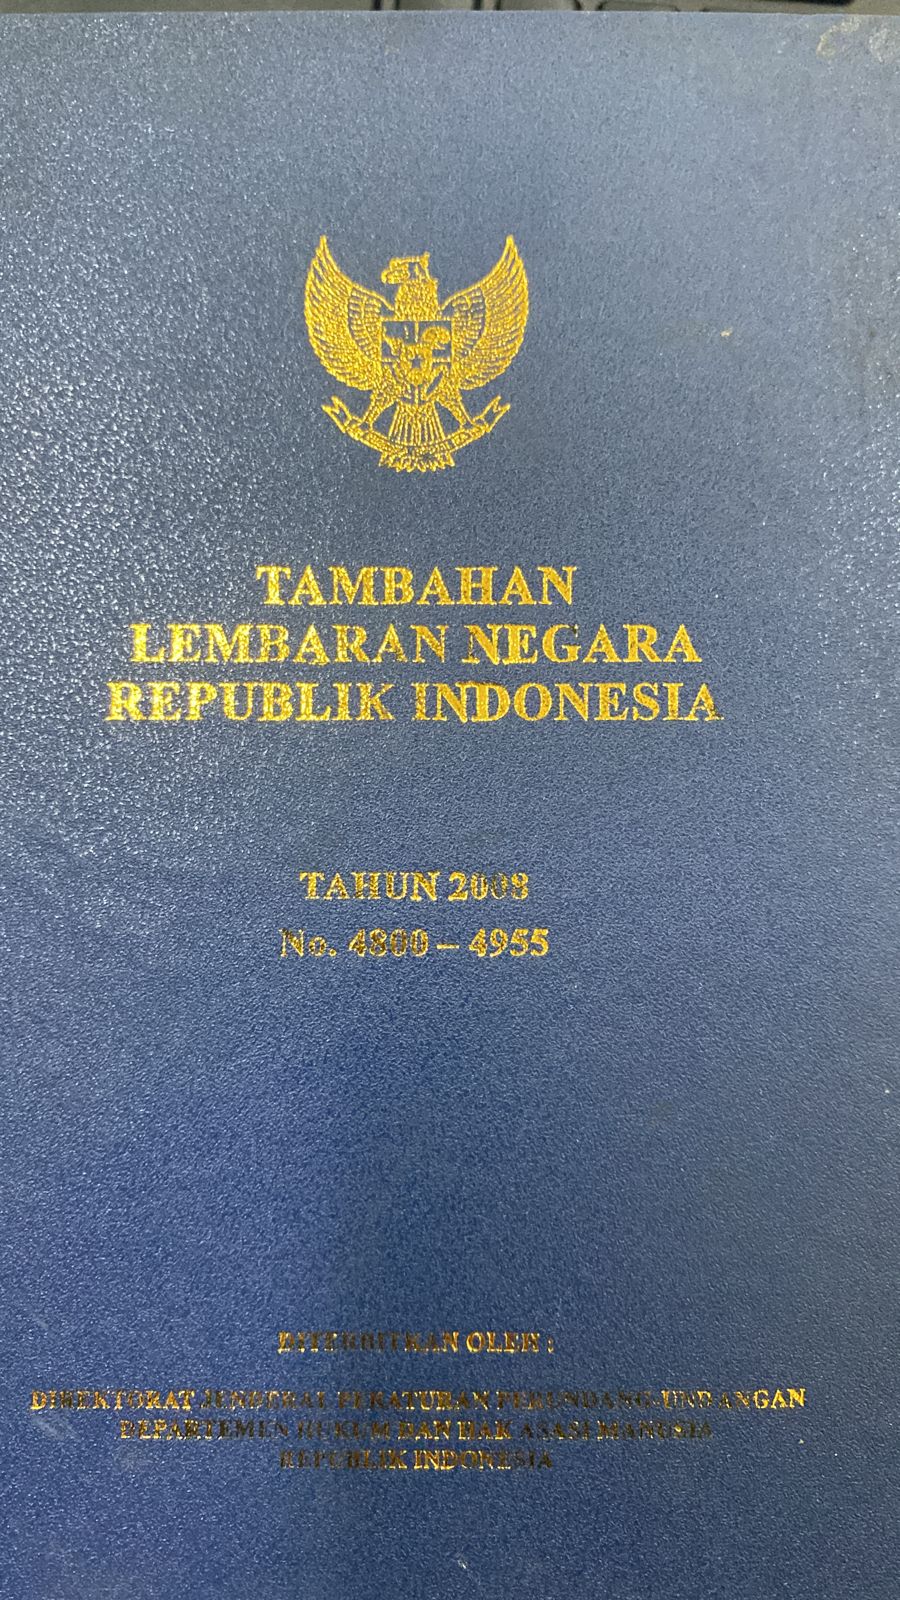 TAMBAHAN
LEMBARAN NEGARA
REPUBLIK INDONESIA
TAHUN 2008
No. 4800 – 4955
DITERBITKAN OLEH :
DIREKTORAT JENDERAL PERATURAN PERUNDANG-UNDANGAN
DEPARTEMEN HUKUM DAN HAK ASASI MANUSIA
REPUBLIK INDONESIA